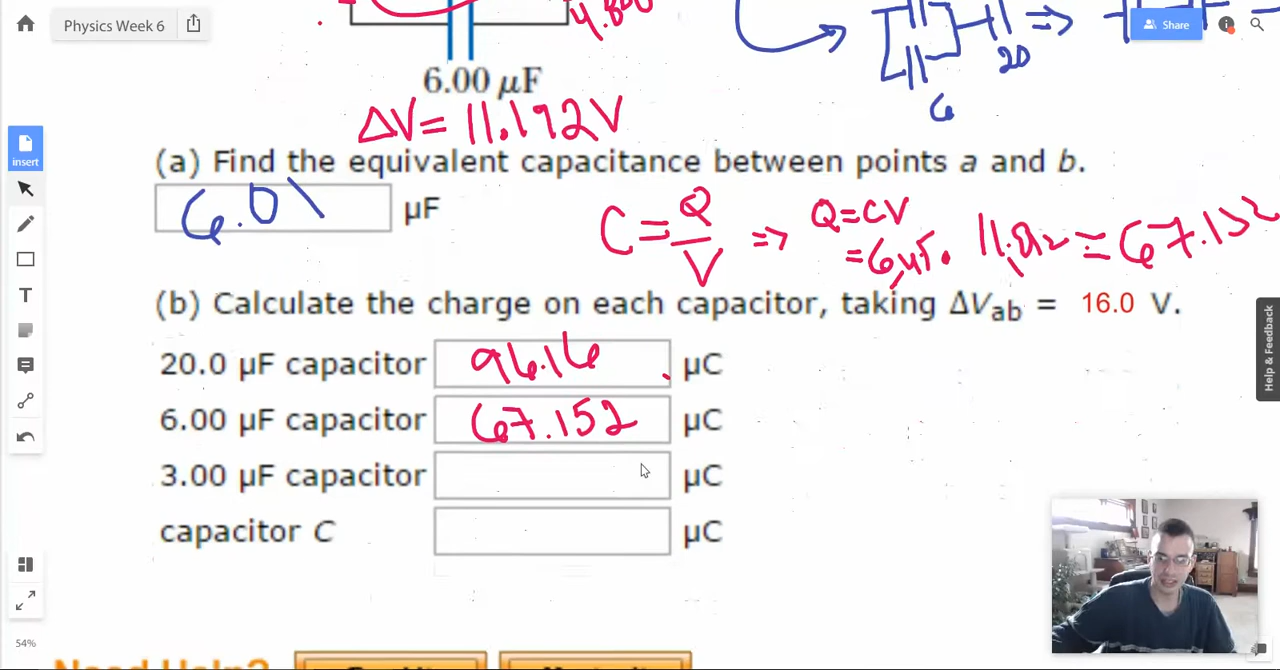 Physics Week 6
Share
20
6
6.00 µF
ΔV = 11.192V
insert
(a) Find the equivalent capacitance between points a and b.
6.01 µF
C = Q/V => Q = CV
= 6µF · 11.192 = 67.152
(b) Calculate the charge on each capacitor, taking ΔVab = 16.0 V.
20.0 µF capacitor 96.16 µC
6.00 µF capacitor 67.152 µC
3.00 µF capacitor µC
capacitor C µC
Help & Feedback
54%
Need Help?